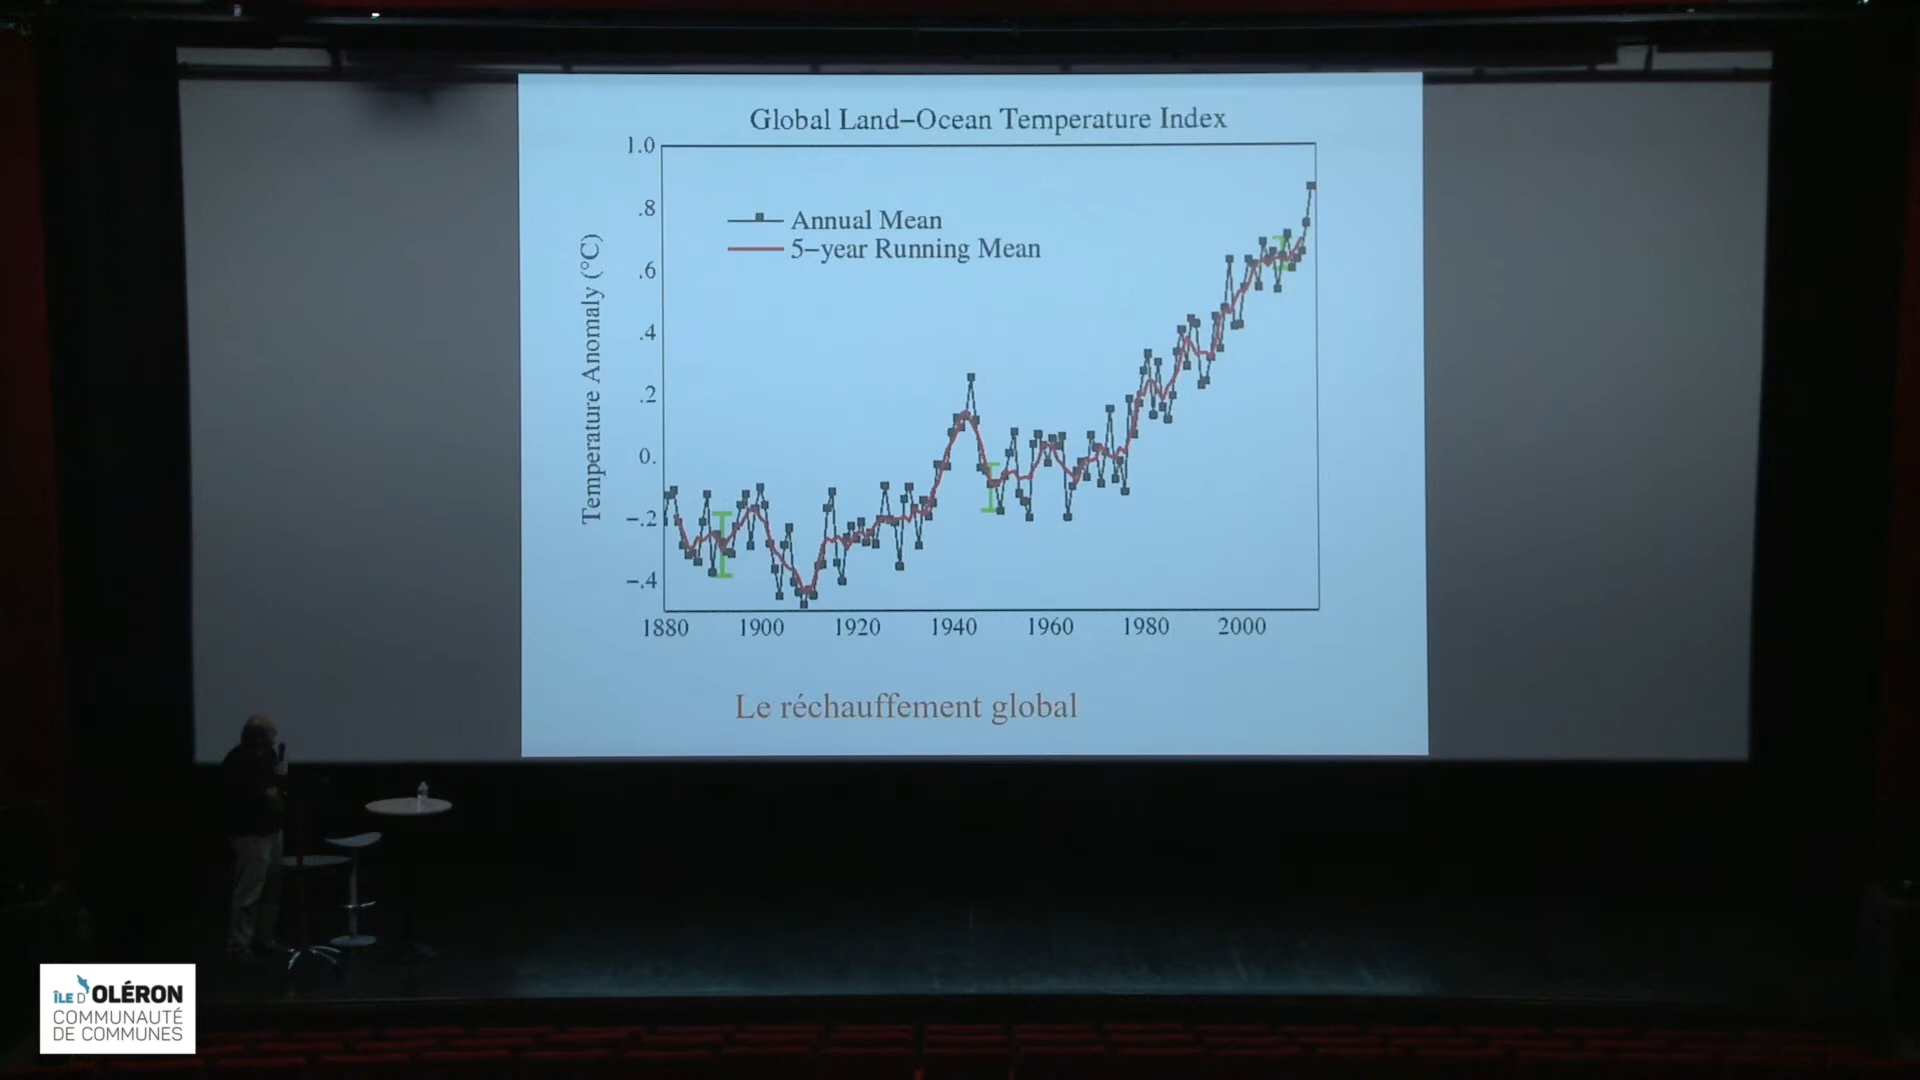 Global Land–Ocean Temperature Index
1.0
.8
.6
.4
.2
0.
–.2
–.4
Temperature Anomaly (°C)
Annual Mean
5–year Running Mean
1880 1900 1920 1940 1960 1980 2000
Le réchauffement global
ÎLE D'OLÉRON
COMMUNAUTÉ
DE COMMUNES